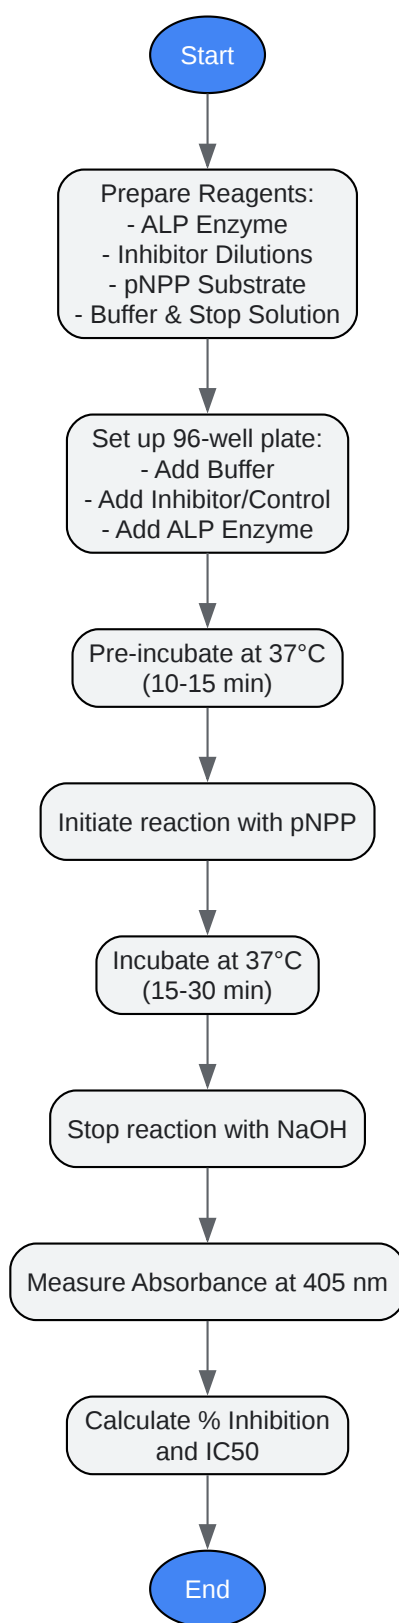 Start
Prepare Reagents:
- ALP Enzyme
- Inhibitor Dilutions
- pNPP Substrate
- Buffer & Stop Solution
Set up 96-well plate:
- Add Buffer
- Add Inhibitor/Control
- Add ALP Enzyme
Pre-incubate at 37°C
(10-15 min)
Initiate reaction with pNPP
Incubate at 37°C
(15-30 min)
Stop reaction with NaOH
Measure Absorbance at 405 nm
Calculate % Inhibition
and IC50
End